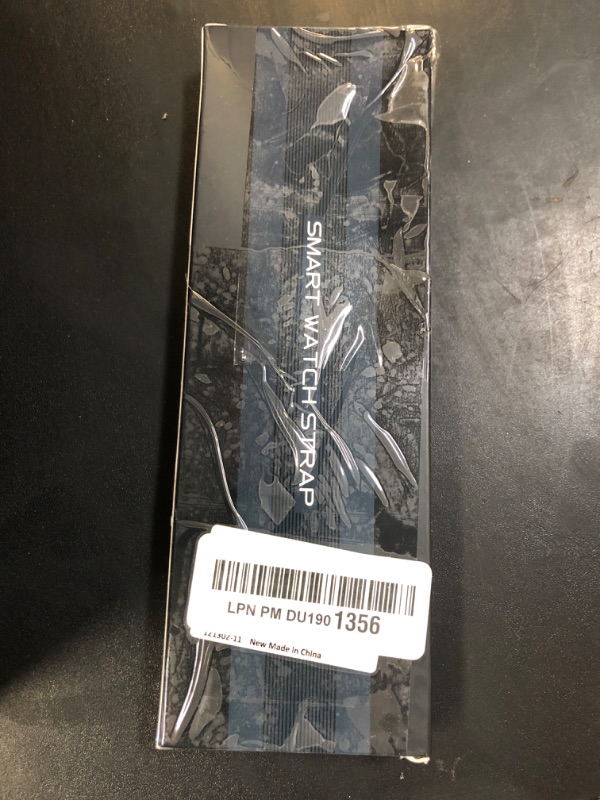 SMART WATCH STRAP
LPN PM DU190 1356
New Made in China